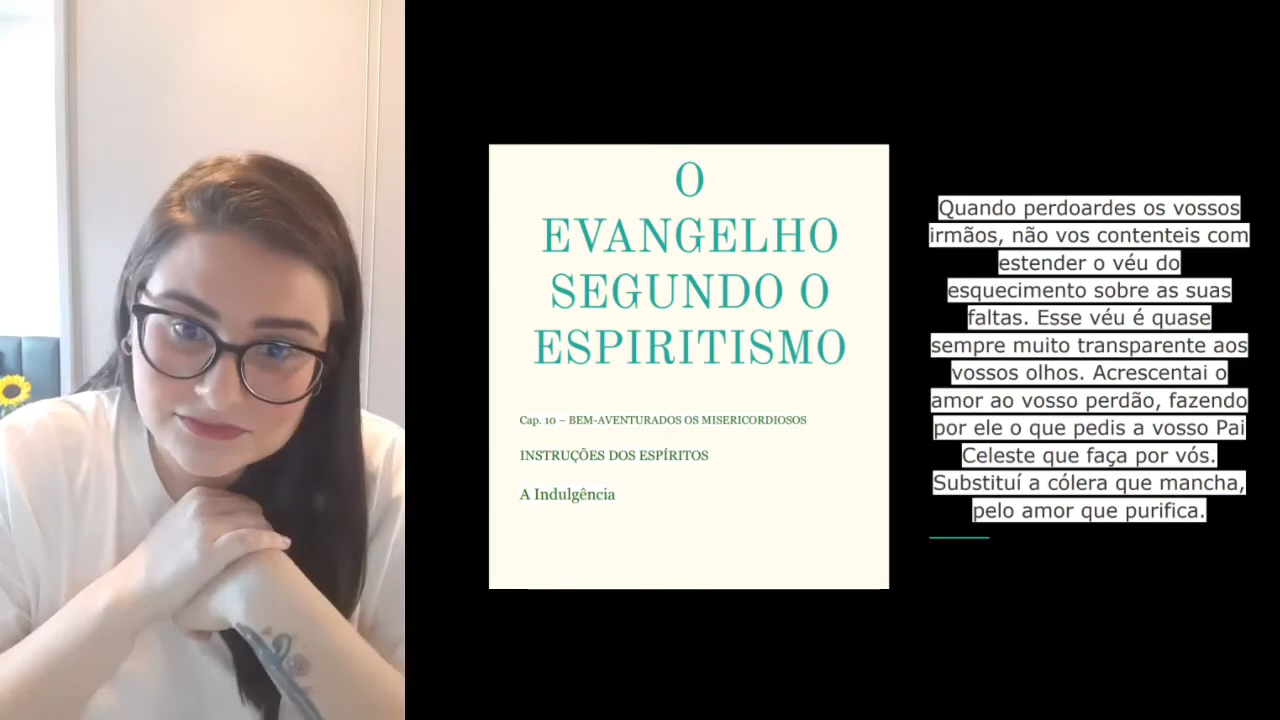 O
EVANGELHO
SEGUNDO O
ESPIRITISMO
Cap. 10 – BEM-AVENTURADOS OS MISERICORDIOSOS
INSTRUÇÕES DOS ESPÍRITOS
A Indulgência
Quando perdoardes os vossos
irmãos, não vos contenteis com
estender o véu do
esquecimento sobre as suas
faltas. Esse véu é quase
sempre muito transparente aos
vossos olhos. Acrescentai o
amor ao vosso perdão, fazendo
por ele o que pedis a vosso Pai
Celeste que faça por vós.
Substituí a cólera que mancha,
pelo amor que purifica.